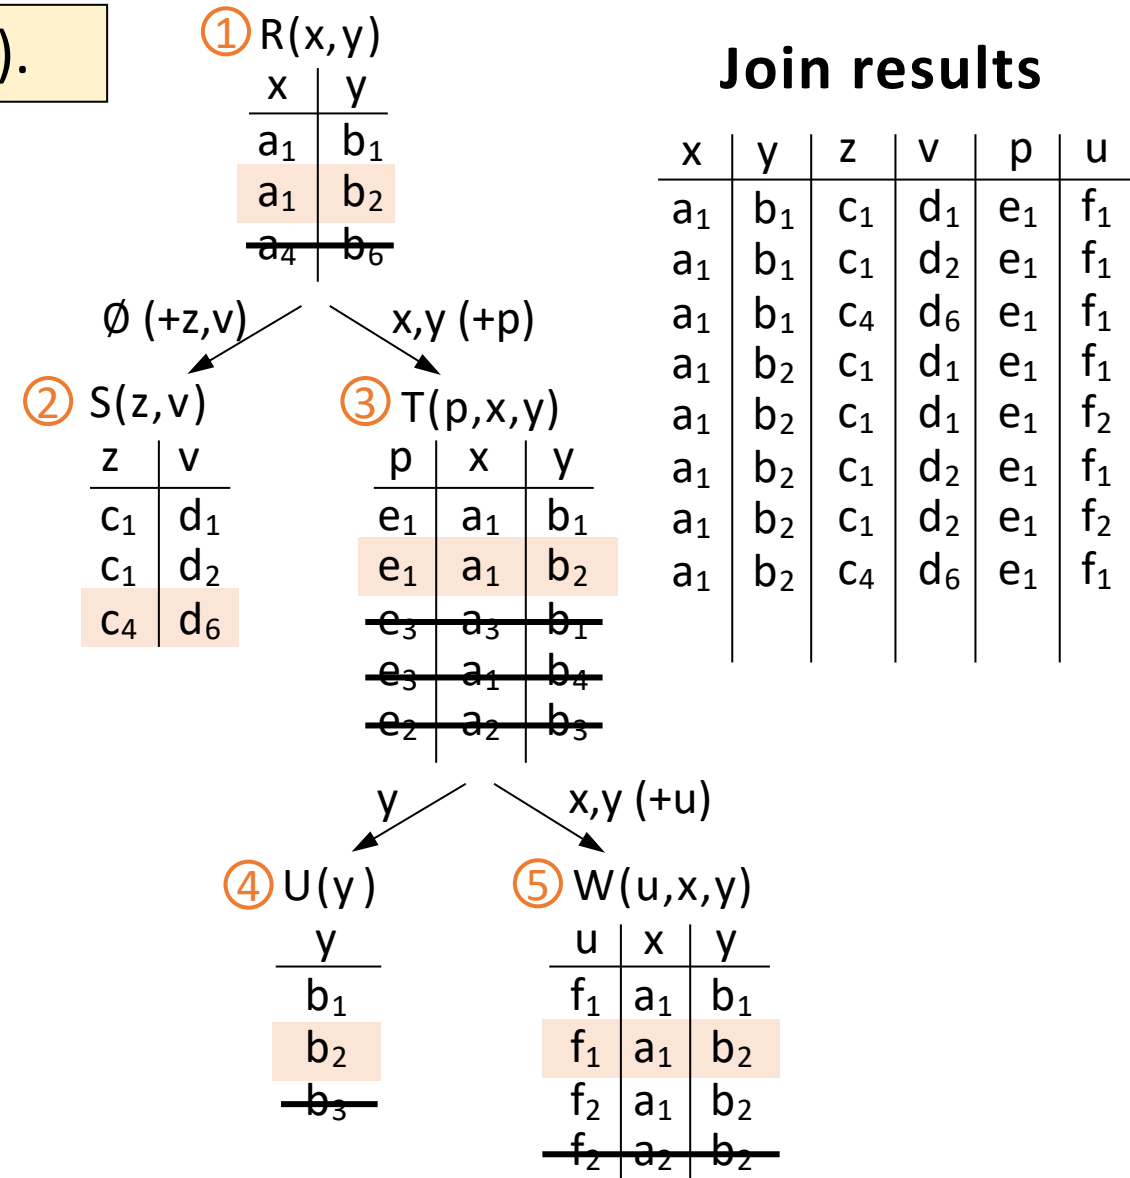 ).
① R(x,y)
x y
a₁ b₁
a₁ b₂
a₄ b₆
Join results
x y z v p u
a₁ b₁ c₁ d₁ e₁ f₁
a₁ b₁ c₁ d₂ e₁ f₁
a₁ b₁ c₄ d₆ e₁ f₁
a₁ b₂ c₁ d₁ e₁ f₁
a₁ b₂ c₁ d₁ e₁ f₂
a₁ b₂ c₁ d₂ e₁ f₁
a₁ b₂ c₁ d₂ e₁ f₂
a₁ b₂ c₄ d₆ e₁ f₁
Ø (+z,v)
x,y (+p)
② S(z,v)
z v
c₁ d₁
c₁ d₂
c₄ d₆
③ T(p,x,y)
p x y
e₁ a₁ b₁
e₁ a₁ b₂
e₃ a₃ b₁
e₃ a₁ b₄
e₂ a₂ b₃
y
x,y (+u)
④ U(y)
y
b₁
b₂
b₃
⑤ W(u,x,y)
u x y
f₁ a₁ b₁
f₁ a₁ b₂
f₂ a₁ b₂
f₂ a₂ b₂